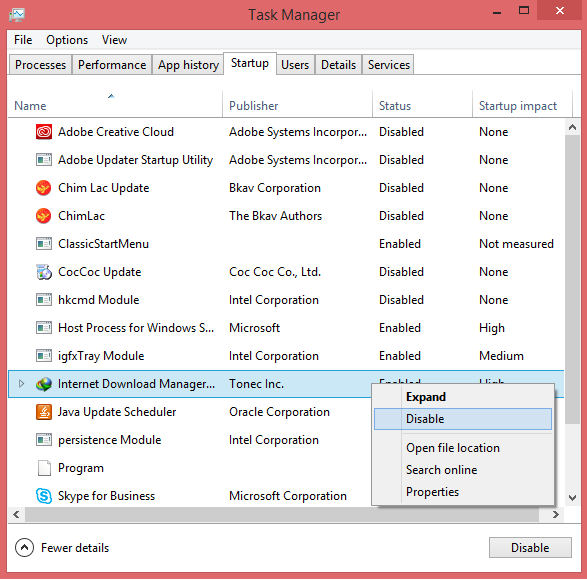 Task Manager
File Options View
Processes Performance App history Startup Users Details Services
Name Publisher Status Startup impact
Adobe Creative Cloud Adobe Systems Incorpor... Disabled None
Adobe Updater Startup Utility Adobe Systems Incorpor... Disabled None
Chim Lac Update Bkav Corporation Disabled None
ChimLac The Bkav Authors Disabled None
ClassicStartMenu Enabled Not measured
CocCoc Update Coc Coc Co., Ltd. Disabled None
hkcmd Module Intel Corporation Disabled None
Host Process for Windows S... Microsoft Enabled High
igfxTray Module Intel Corporation Enabled Medium
Internet Download Manager... Tonec Inc. Enabled High
Expand
Java Update Scheduler Oracle Corporation
Disable
persistence Module Intel Corporation
Open file location
Program
Search online
Skype for Business Microsoft Corporation
Properties
Fewer details Disable